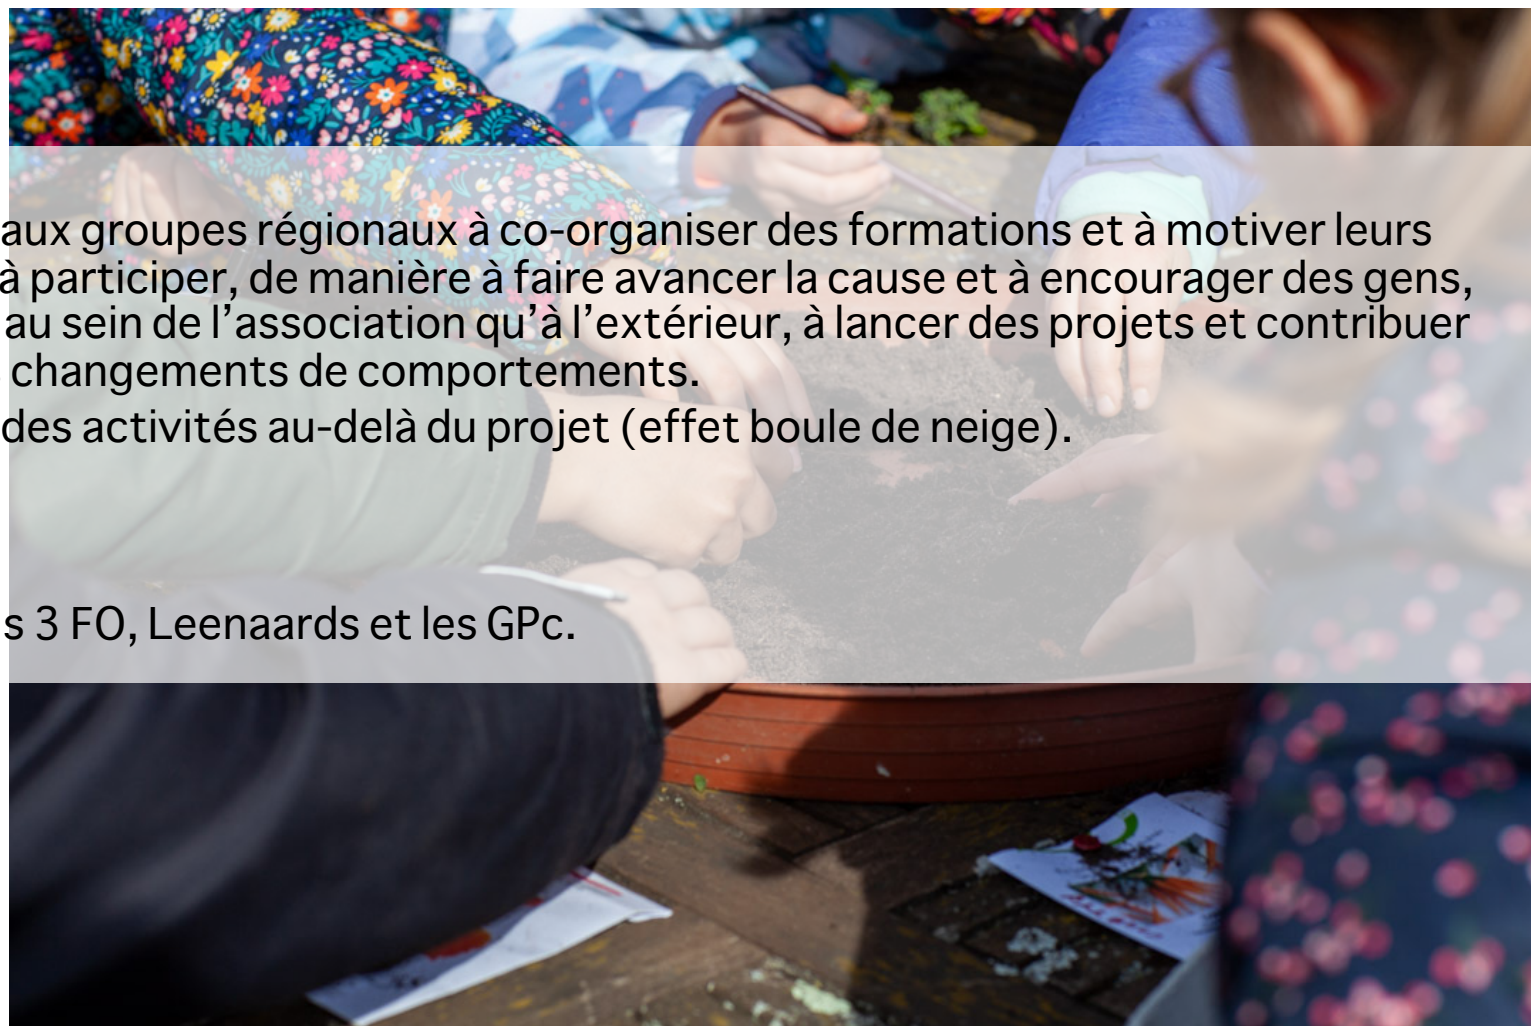 aux groupes régionaux à co-organiser des formations et à motiver leurs
à participer, de manière à faire avancer la cause et à encourager des gens,
au sein de l’association qu’à l’extérieur, à lancer des projets et contribuer
changements de comportements.
des activités au-delà du projet (effet boule de neige).
s 3 FO, Leenaards et les GPc.